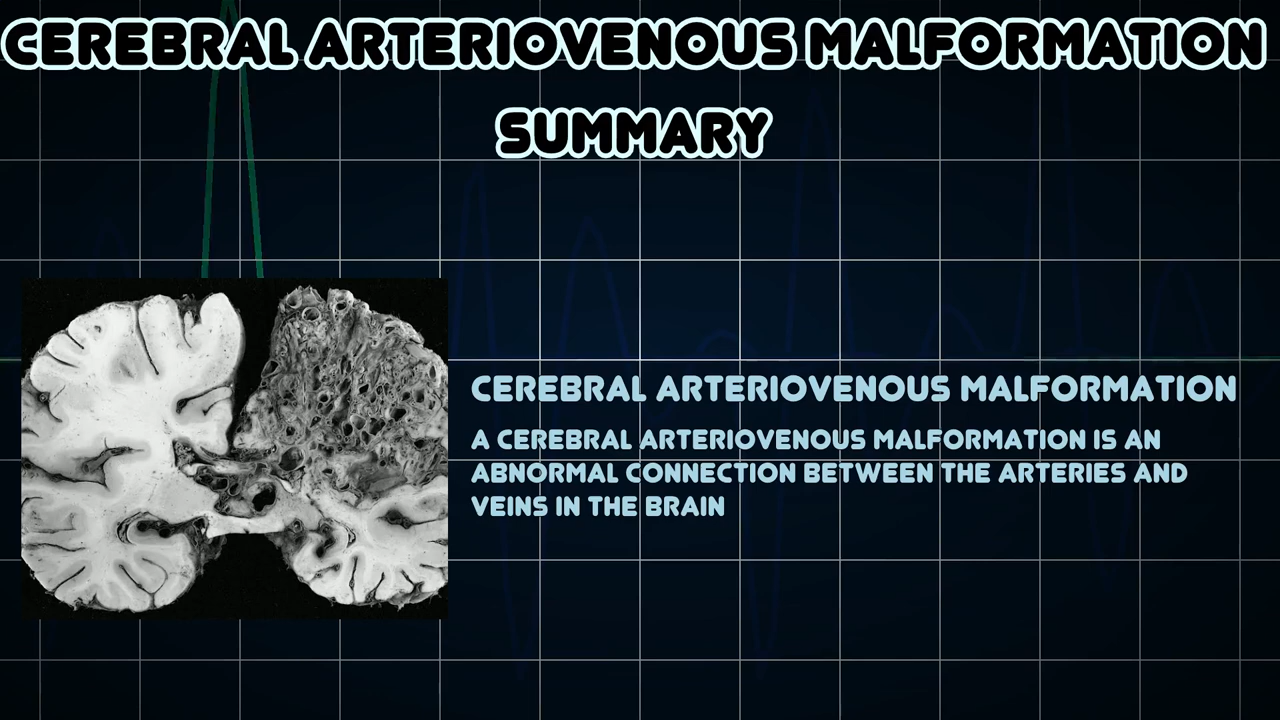 CEREBRAL ARTERIOVENOUS MALFORMATION
SUMMARY
CEREBRAL ARTERIOVENOUS MALFORMATION
A CEREBRAL ARTERIOVENOUS MALFORMATION IS AN
ABNORMAL CONNECTION BETWEEN THE ARTERIES AND
VEINS IN THE BRAIN